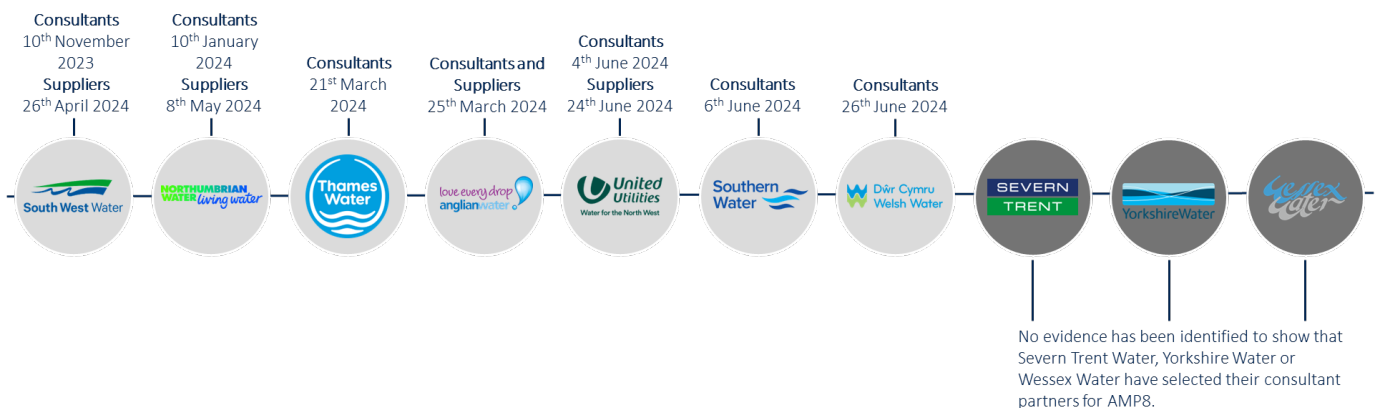 Consultants
10th November
2023
Suppliers
26th April 2024
Consultants
10th January
2024
Suppliers
8th May 2024
Consultants
21st March
2024
Consultants and
Suppliers
25th March 2024
Consultants
4th June 2024
Suppliers
24th June 2024
Consultants
6th June 2024
Consultants
26th June 2024
South West Water
NORTHUMBRIAN
WATER living water
Thames
Water
love every drop
anglianwater
United
Utilities
Water for the North West
Southern
Water
Dŵr Cymru
Welsh Water
SEVERN
TRENT
YorkshireWater
Wessex
Water
No evidence has been identified to show that
Severn Trent Water, Yorkshire Water or
Wessex Water have selected their consultant
partners for AMP8.